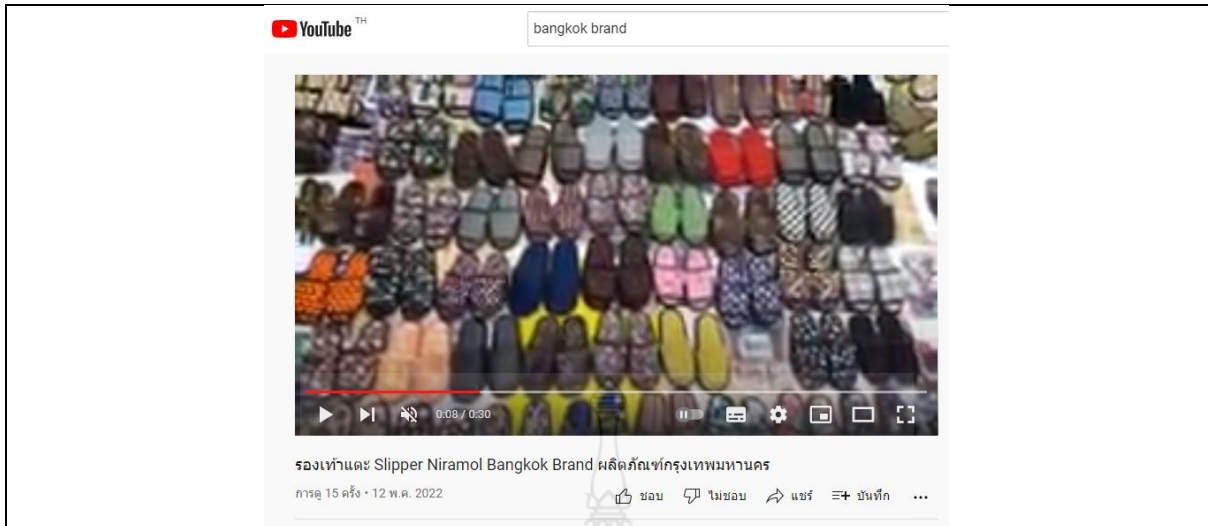 YouTube TH
bangkok brand
0:08 / 0:30
รองเท้าแตะ Slipper Niramol Bangkok Brand ผลิตภัณฑ์กรุงเทพมหานคร
การดู 15 ครั้ง • 12 พ.ค. 2022
ชอบ ไม่ชอบ แชร์ บันทึก